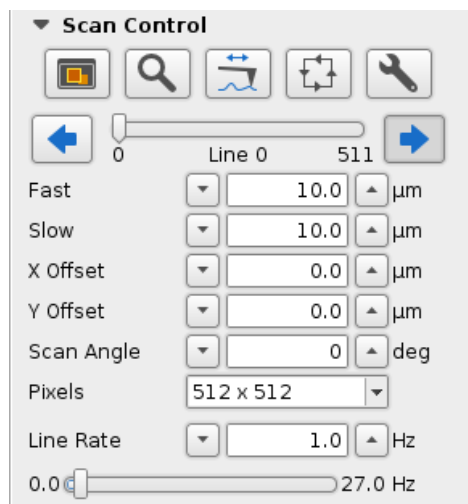 Scan Control
0 Line 0 511
Fast 10.0 µm
Slow 10.0 µm
X Offset 0.0 µm
Y Offset 0.0 µm
Scan Angle 0 deg
Pixels 512 x 512
Line Rate 1.0 Hz
0.0 27.0 Hz